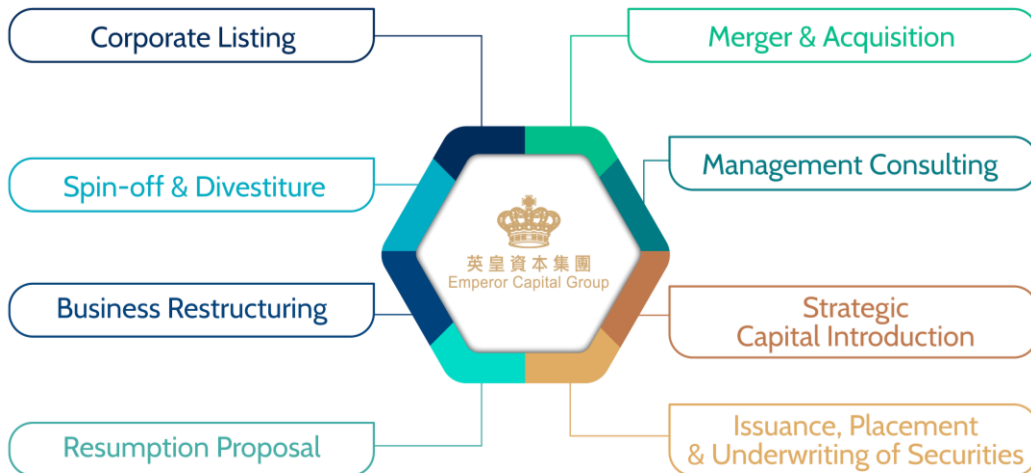 Corporate Listing
Merger & Acquisition
Spin-off & Divestiture
Management Consulting
英皇資本集團
Emperor Capital Group
Business Restructuring
Strategic
Capital Introduction
Resumption Proposal
Issuance, Placement
& Underwriting of Securities